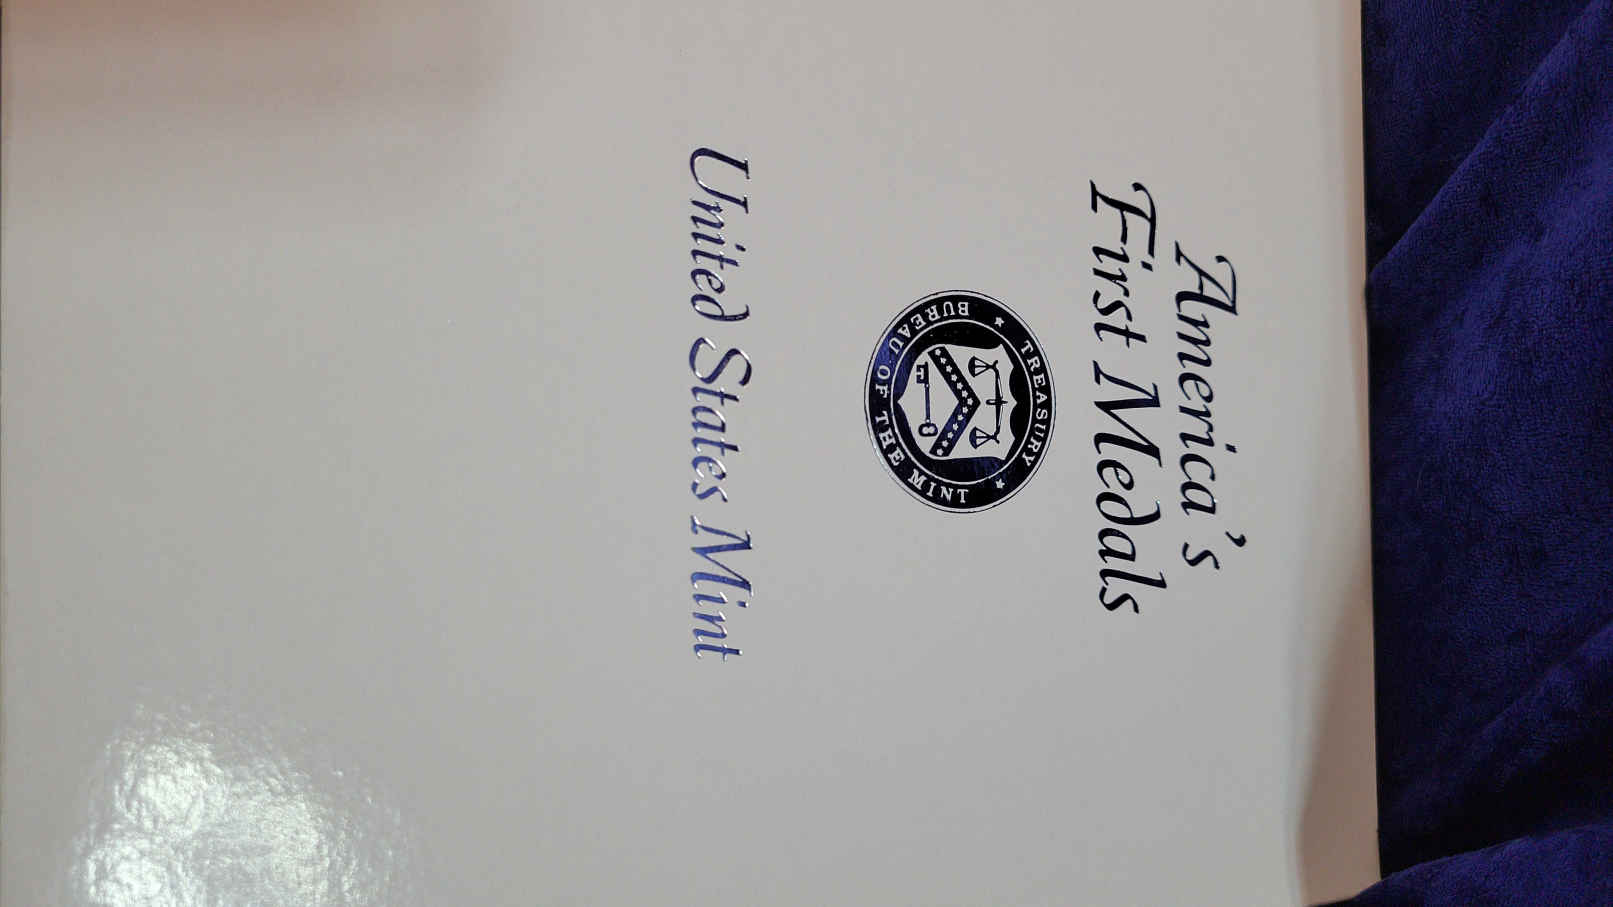 America's
First Medals
TREASURY
BUREAU OF THE MINT
United States Mint